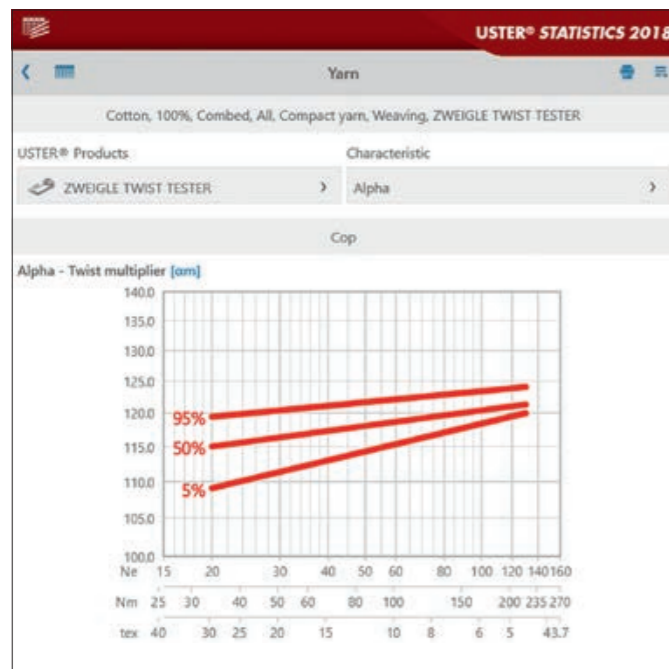 USTER® STATISTICS 2018
Yarn
Cotton, 100%, Combed, All, Compact yarn, Weaving, ZWEIGLE TWIST TESTER
USTER® Products Characteristic
ZWEIGLE TWIST TESTER Alpha
Cop
Alpha - Twist multiplier [αm]
140.0
135.0
130.0
125.0
120.0
115.0
110.0
105.0
100.0
95%
50%
5%
Ne 15 20 30 40 50 60 80 100 120 140 160
Nm 25 30 40 50 60 80 100 150 200 235 270
tex 40 30 25 20 15 10 8 6 5 43.7